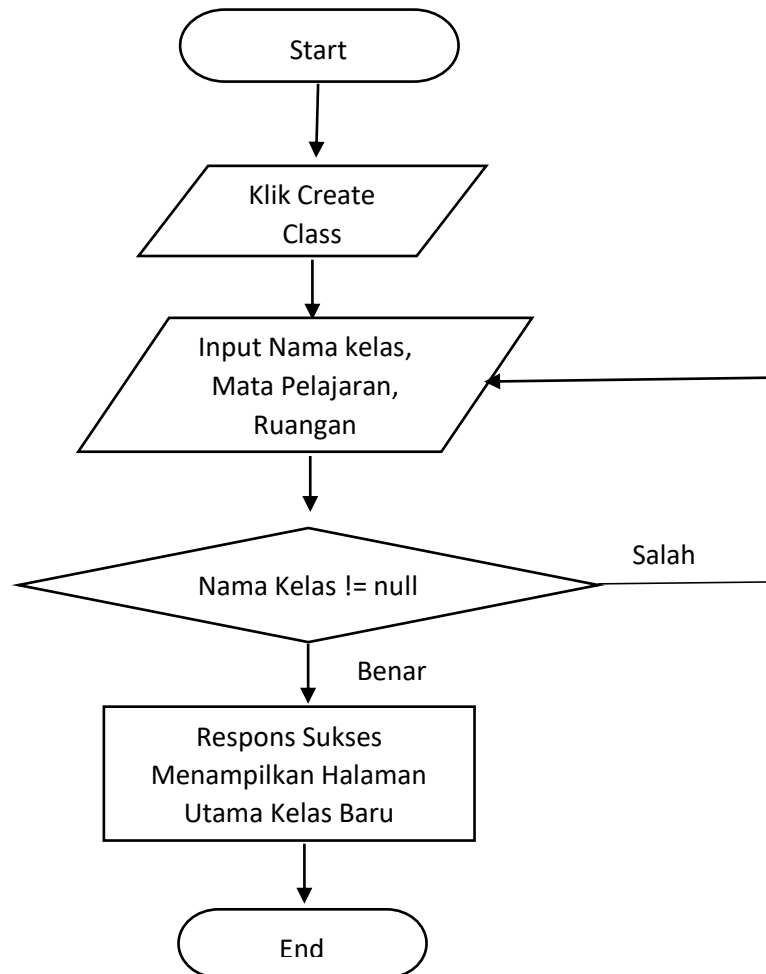 Start
Klik Create
Class
Input Nama kelas,
Mata Pelajaran,
Ruangan
Nama Kelas != null
Salah
Benar
Respons Sukses
Menampilkan Halaman
Utama Kelas Baru
End